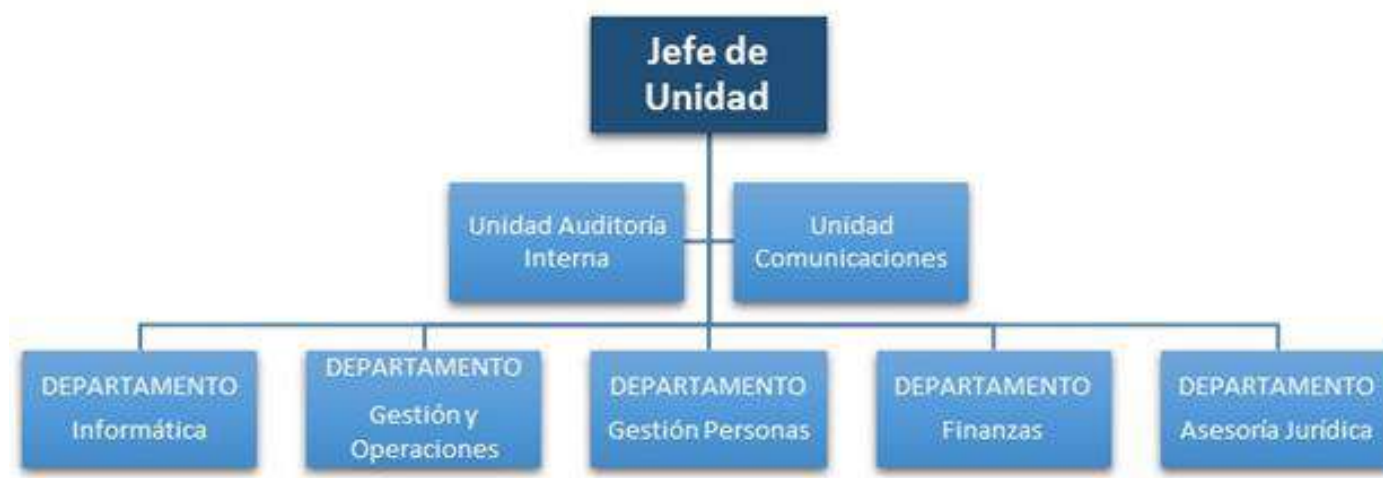 Jefe de
Unidad
Unidad Auditoría
Interna
Unidad
Comunicaciones
DEPARTAMENTO
Informática
DEPARTAMENTO
Gestión y
Operaciones
DEPARTAMENTO
Gestión Personas
DEPARTAMENTO
Finanzas
DEPARTAMENTO
Asesoría Jurídica